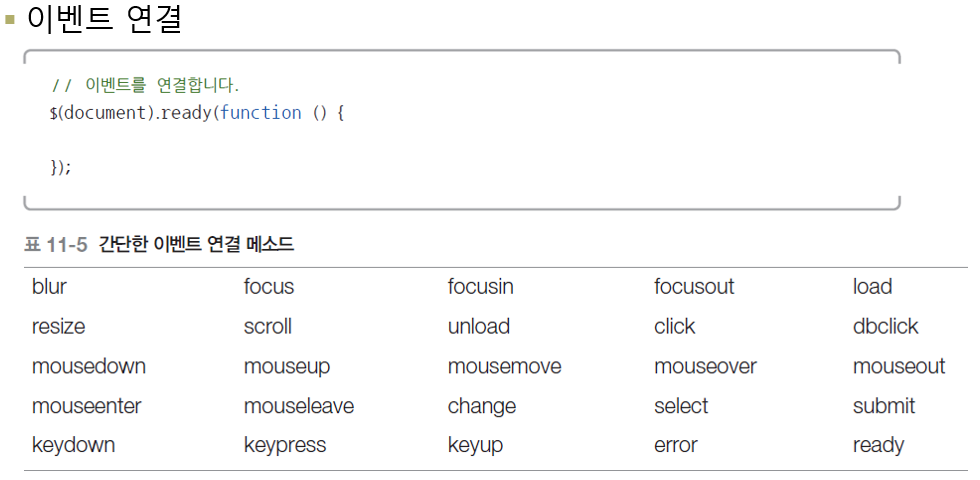 이벤트 연결
// 이벤트를 연결합니다.
$(document).ready(function () {
});
표 11-5 간단한 이벤트 연결 메소드
blur focus focusin focusout load
resize scroll unload click dbclick
mousedown mouseup mousemove mouseover mouseout
mouseenter mouseleave change select submit
keydown keypress keyup error ready